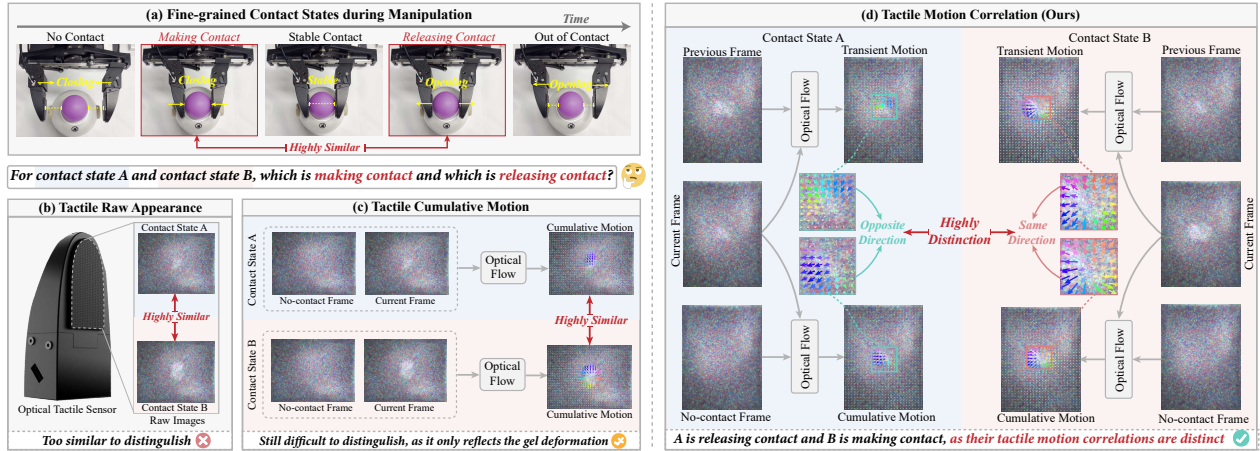 (a) Fine-grained Contact States during Manipulation
Time
No Contact
Making Contact
Stable Contact
Releasing Contact
Out of Contact
Closing
Closing
Stable
Opening
Opening
Highly Similar
For contact state A and contact state B, which is making contact and which is releasing contact?
(b) Tactile Raw Appearance
Contact State A
Highly Similar
Contact State B
Optical Tactile Sensor
Raw Images
Too similar to distinguish
(c) Tactile Cumulative Motion
Contact State A
No-contact Frame
Current Frame
Optical
Flow
Cumulative Motion
Highly Similar
Contact State B
No-contact Frame
Current Frame
Optical
Flow
Cumulative Motion
Still difficult to distinguish, as it only reflects the gel deformation
(d) Tactile Motion Correlation (Ours)
Contact State A
Contact State B
Previous Frame
Transient Motion
Transient Motion
Previous Frame
Optical Flow
Optical Flow
Current Frame
Opposite
Direction
Highly
Distinction
Same
Direction
Current Frame
Optical Flow
Optical Flow
No-contact Frame
Cumulative Motion
Cumulative Motion
No-contact Frame
A is releasing contact and B is making contact, as their tactile motion correlations are distinct